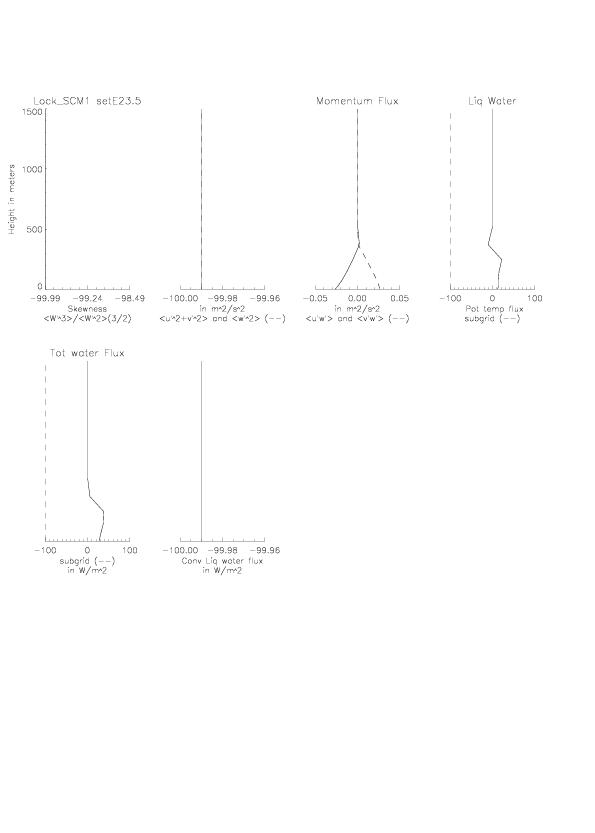 Lock_SCM1 setE23.5
Momentum Flux
Liq Water
1500
1000
500
0
Height in meters
-99.99 -99.24 -98.49
-100.00 -99.98 -99.96
-0.05 0.00 0.05
-100 0 100
Skewness
<W'^3>/<W'^2>(3/2)
in m^2/s^2
<u'^2+v'^2> and <w'^2> (--)
in m^2/s^2
<u'w'> and <v'w'> (--)
Pot temp flux
subgrid (--)
Tot water Flux
-100 0 100
-100.00 -99.98 -99.96
subgrid (--)
in W/m^2
Conv Liq water flux
in W/m^2